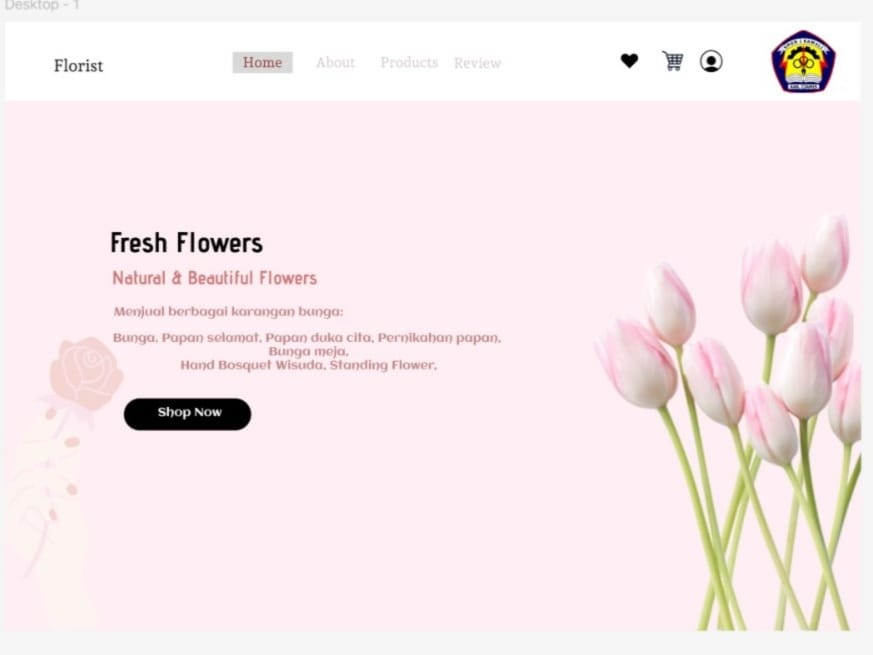 Desktop - 1
Florist
Home
About
Products
Review
Fresh Flowers
Natural & Beautiful Flowers
Menjual berbagai karangan bunga:
Bunga, Papan selamat, Papan duka cita, Pernikahan papan,
Bunga meja,
Hand Bosquet Wisuda, Standing Flower,
Shop Now